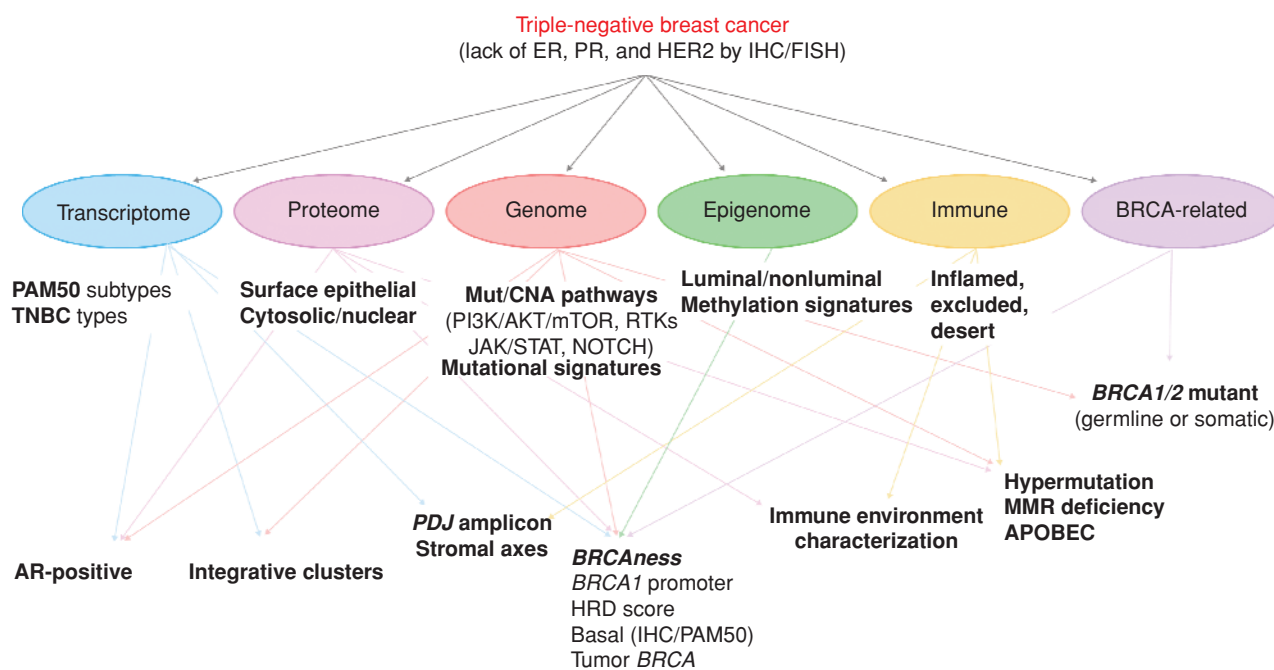 Triple-negative breast cancer
(lack of ER, PR, and HER2 by IHC/FISH)
Transcriptome
Proteome
Genome
Epigenome
Immune
BRCA-related
PAM50 subtypes
TNBC types
Surface epithelial
Cytosolic/nuclear
Mut/CNA pathways
(PI3K/AKT/mTOR, RTKs
JAK/STAT, NOTCH)
Mutational signatures
Luminal/nonluminal
Methylation signatures
Inflamed,
excluded,
desert
BRCA1/2 mutant
(germline or somatic)
AR-positive
Integrative clusters
PDJ amplicon
Stromal axes
BRCAness
BRCA1 promoter
HRD score
Basal (IHC/PAM50)
Tumor BRCA
Immune environment
characterization
Hypermutation
MMR deficiency
APOBEC